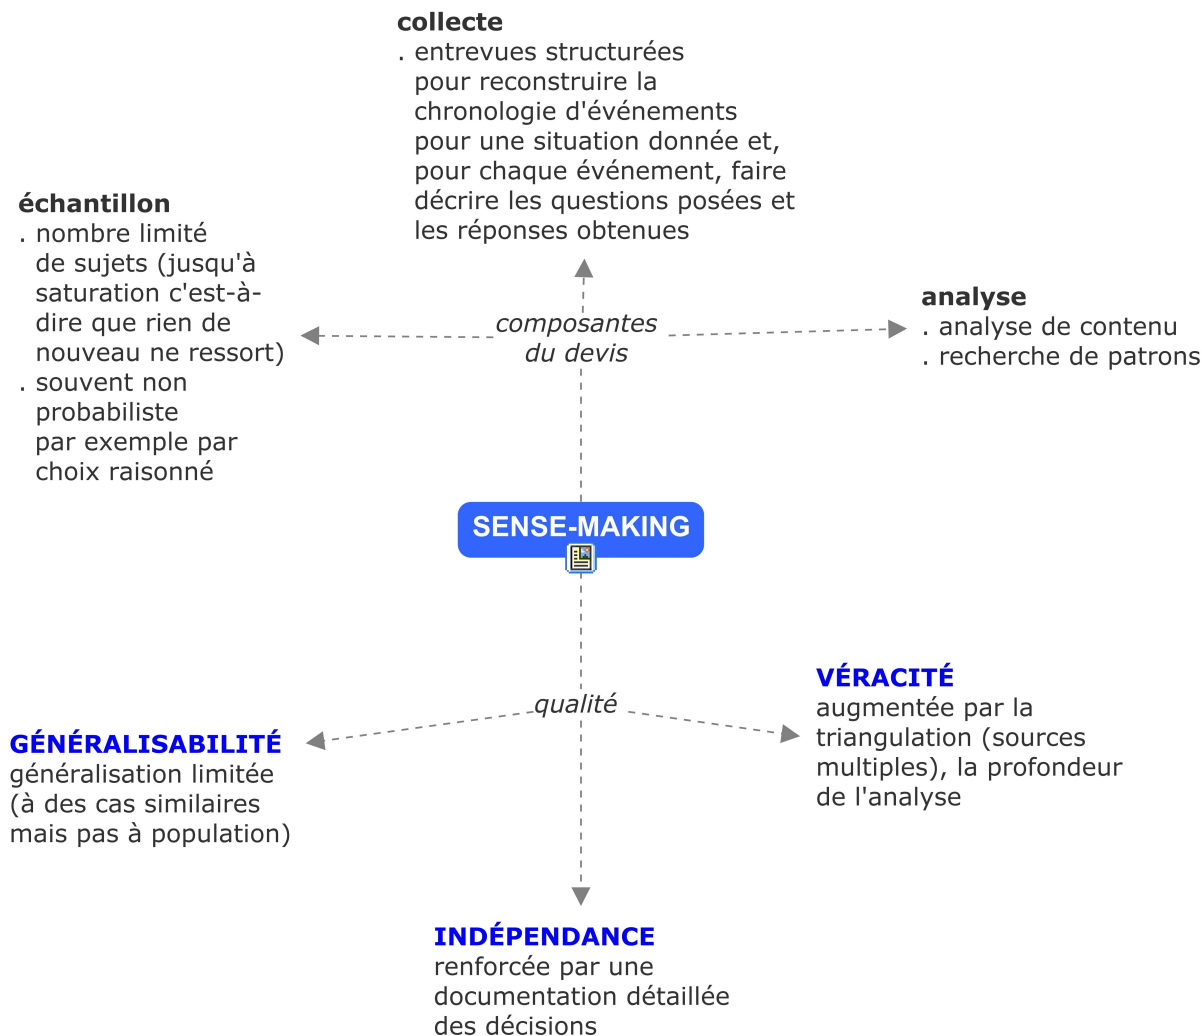 collecte
. entrevues structurées
pour reconstruire la
chronologie d'événements
pour une situation donnée et,
pour chaque événement, faire
décrire les questions posées et
les réponses obtenues
échantillon
. nombre limité
de sujets (jusqu'à
saturation c'est-à-
dire que rien de
nouveau ne ressort)
. souvent non
probabiliste
par exemple par
choix raisonné
composantes
du devis
analyse
. analyse de contenu
. recherche de patrons
SENSE-MAKING
qualité
GÉNÉRALISABILITÉ
généralisation limitée
(à des cas similaires
mais pas à population)
VÉRACITÉ
augmentée par la
triangulation (sources
multiples), la profondeur
de l'analyse
INDÉPENDANCE
renforcée par une
documentation détaillée
des décisions